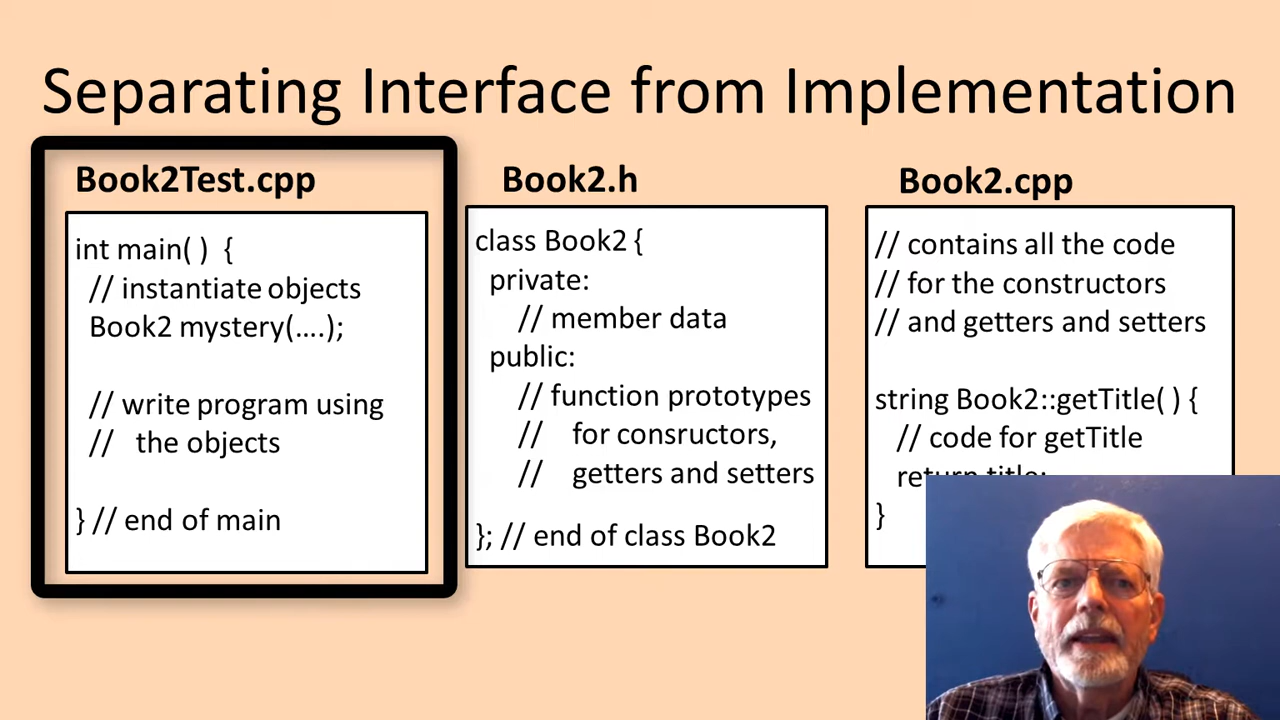 Separating Interface from Implementation
Book2Test.cpp
int main( ) {
// instantiate objects
Book2 mystery(….);
// write program using
// the objects
} // end of main
Book2.h
class Book2 {
private:
// member data
public:
// function prototypes
// for consructors,
// getters and setters
}; // end of class Book2
Book2.cpp
// contains all the code
// for the constructors
// and getters and setters
string Book2::getTitle( ) {
// code for getTitle
return title;
}